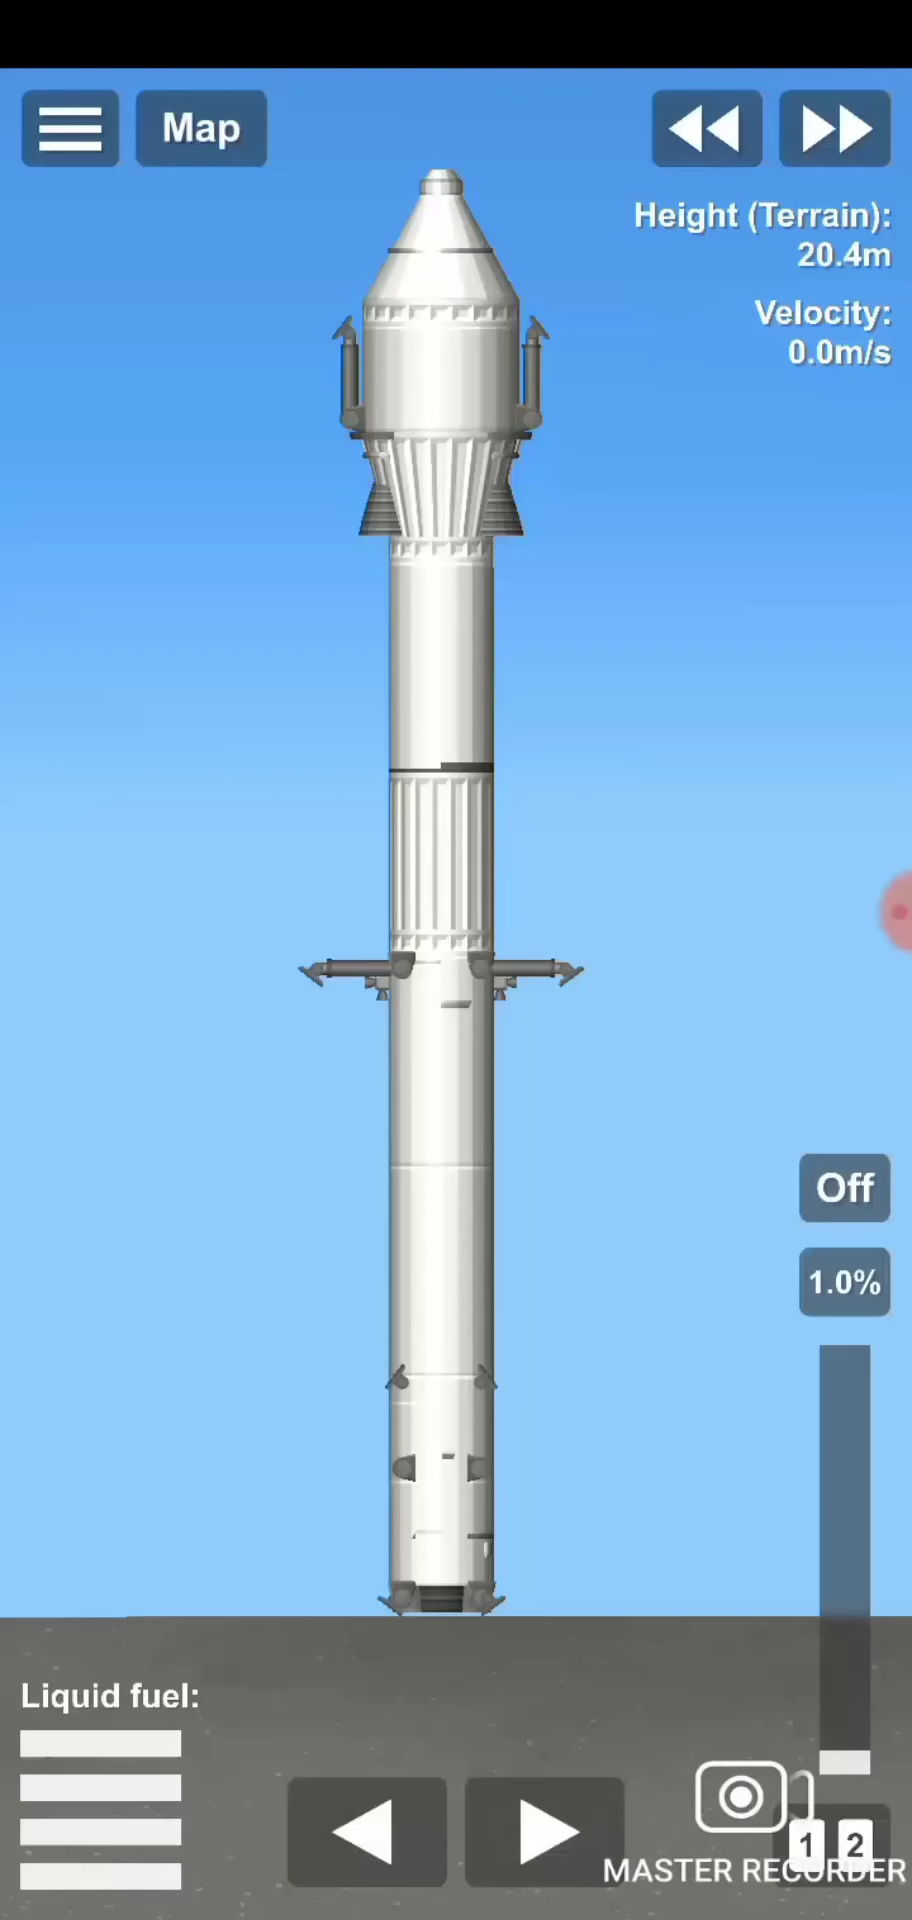 Map
Height (Terrain):
20.4m
Velocity:
0.0m/s
Off
1.0%
Liquid fuel:
1 2
MASTER RECORDER